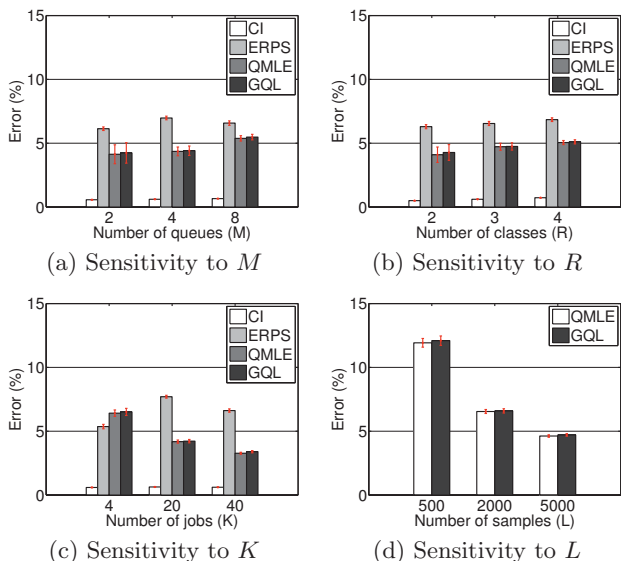 15
10
5
0
Error (%)
CI
ERPS
QMLE
GQL
2 4 8
Number of queues (M)
(a) Sensitivity to M
15
10
5
0
Error (%)
CI
ERPS
QMLE
GQL
2 3 4
Number of classes (R)
(b) Sensitivity to R
15
10
5
0
Error (%)
CI
ERPS
QMLE
GQL
4 20 40
Number of jobs (K)
(c) Sensitivity to K
15
10
5
0
Error (%)
QMLE
GQL
500 2000 5000
Number of samples (L)
(d) Sensitivity to L